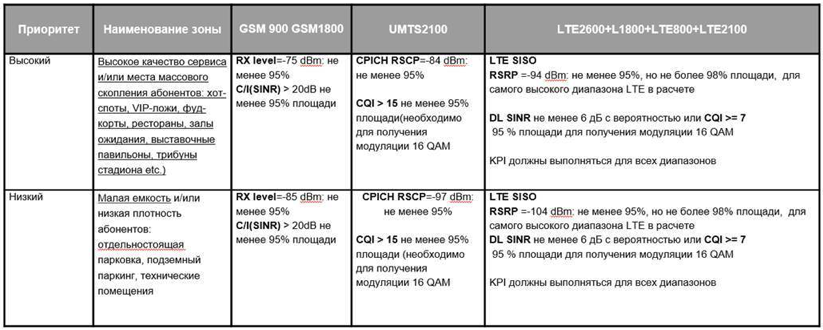 Приоритет
Наименование зоны
GSM 900 GSM1800
UMTS2100
LTE2600+L1800+LTE800+LTE2100
Высокий
Высокое качество сервиса
и/или места массового
скопления абонентов: хот-
споты, VIP-ложи, фуд-
корты, рестораны, залы
ожидания, выставочные
павильоны, трибуны
стадиона etc.)
RX level=-75 dBm: не
менее 95%
C/I(SINR) > 20dB не
менее 95% площади
CPICH RSCP=-84 dBm:
не менее 95%
CQI > 15 не менее 95%
площади(необходимо
для получения
модуляции 16 QAM
LTE SISO
RSRP =-94 dBm: не менее 95%, но не более 98% площади, для
самого высокого диапазона LTE в расчете
DL SINR не менее 6 дБ с вероятностью или CQI >= 7
95 % площади для получения модуляции 16 QAM
KPI должны выполняться для всех диапазонов
Низкий
Малая емкость и/или
низкая плотность
абонентов:
отдельностоящая
парковка, подземный
паркинг, технические
помещения
RX level=-85 dBm: не
менее 95%
C/I(SINR) > 20dB не
менее 95% площади
CPICH RSCP=-97 dBm:
не менее 95%
CQI > 15 не менее 95%
площади (необходимо
для получения
модуляции 16 QAM
LTE SISO
RSRP =-104 dBm: не менее 95%, но не более 98% площади, для
самого высокого диапазона LTE в расчете
DL SINR не менее 6 дБ с вероятностью или CQI >= 7
95 % площади для получения модуляции 16 QAM
KPI должны выполняться для всех диапазонов